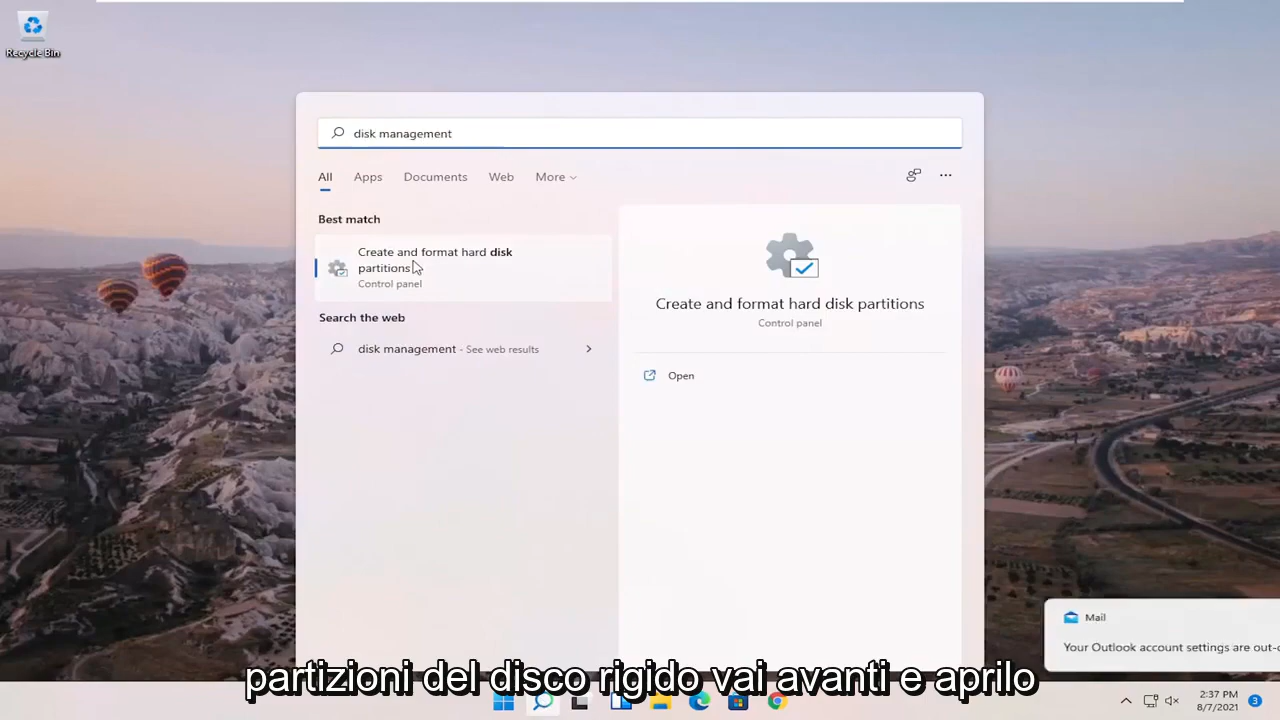 Recycle Bin
disk management
All Apps Documents Web More
Best match
Create and format hard disk
partitions
Control panel
Search the web
disk management - See web results
Create and format hard disk partitions
Control panel
Open
Mail
Your Outlook account settings are out-
partizioni del disco rigido vai avanti e aprilo
2:37 PM
8/7/2021
3